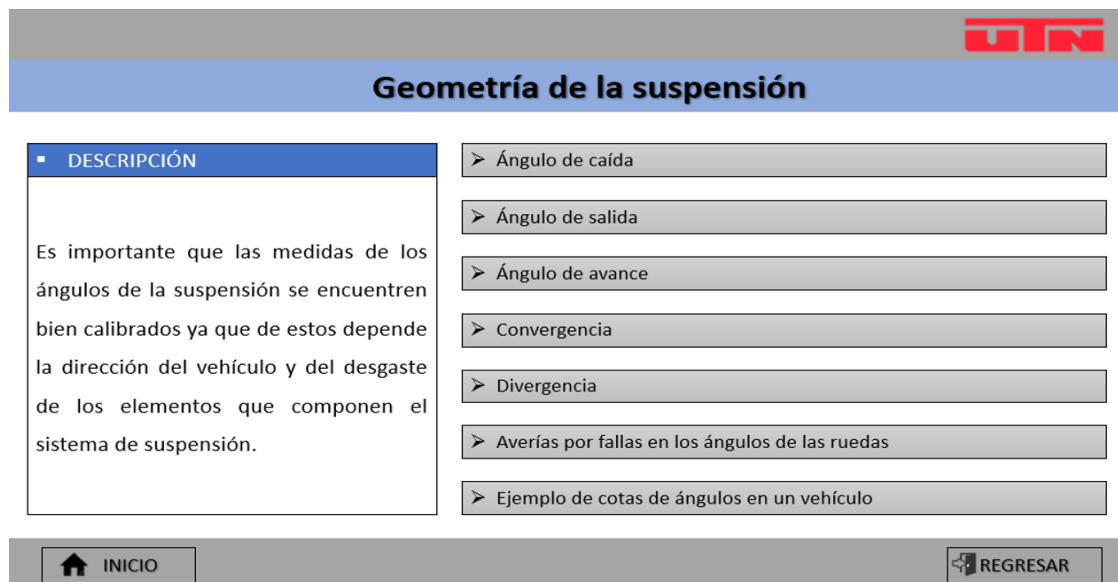 UTN
Geometría de la suspensión
▪ DESCRIPCIÓN
Es importante que las medidas de los
ángulos de la suspensión se encuentren
bien calibrados ya que de estos depende
la dirección del vehículo y del desgaste
de los elementos que componen el
sistema de suspensión.
➢ Ángulo de caída
➢ Ángulo de salida
➢ Ángulo de avance
➢ Convergencia
➢ Divergencia
➢ Averías por fallas en los ángulos de las ruedas
➢ Ejemplo de cotas de ángulos en un vehículo
INICIO
REGRESAR